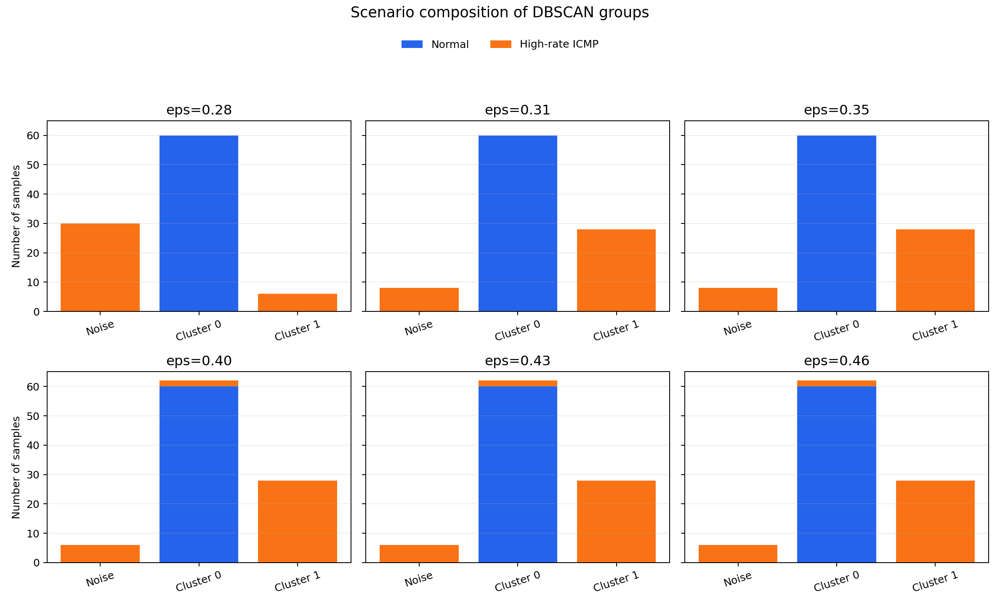 Scenario composition of DBSCAN groups
Normal High-rate ICMP
eps=0.28 eps=0.31 eps=0.35
Number of samples
60
50
40
30
20
10
0
Noise Cluster 0 Cluster 1 Noise Cluster 0 Cluster 1 Noise Cluster 0 Cluster 1
eps=0.40 eps=0.43 eps=0.46
Number of samples
60
50
40
30
20
10
0
Noise Cluster 0 Cluster 1 Noise Cluster 0 Cluster 1 Noise Cluster 0 Cluster 1